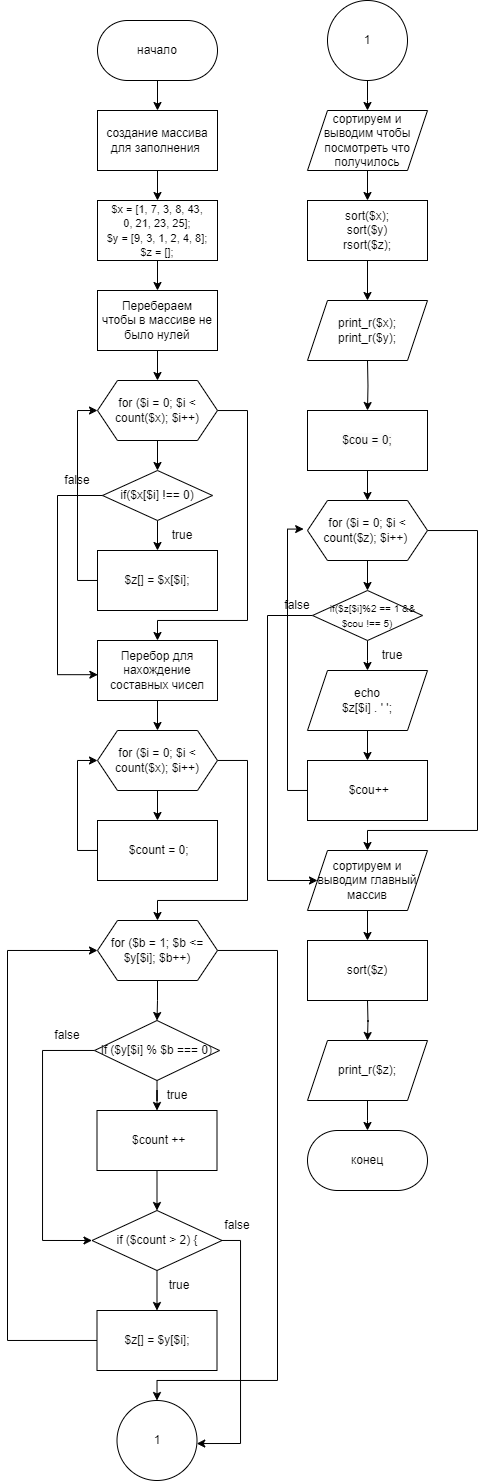 начало
создание массива
для заполнения
$x = [1, 7, 3, 8, 43,
0, 21, 23, 25];
$y = [9, 3, 1, 2, 4, 8];
$z = [];
Перебераем
чтобы в массиве не
было нулей
for ($i = 0; $i <
count($x); $i++)
false
if($x[$i] !== 0)
true
$z[] = $x[$i];
Перебор для
нахождение
составных чисел
for ($i = 0; $i <
count($x); $i++)
$count = 0;
for ($b = 1; $b <=
$y[$i]; $b++)
false
if ($y[$i] % $b === 0)
true
$count ++
false
if ($count > 2) {
true
$z[] = $y[$i];
1
1
сортируем и
выводим чтобы
посмотреть что
получилось
sort($x);
sort($y)
rsort($z);
print_r($x);
print_r($y);
$cou = 0;
for ($i = 0; $i <
count($z); $i++)
false
if($z[$i]%2 == 1 &&
$cou !== 5)
true
echo
$z[$i] . ' ';
$cou++
сортируем и
выводим главный
массив
sort($z)
print_r($z);
конец